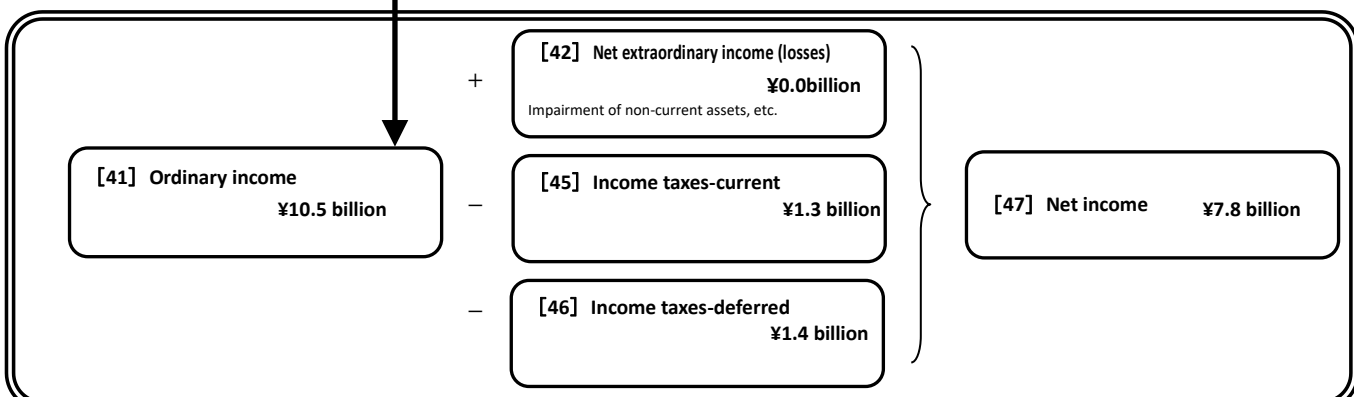 [42] Net extraordinary income (losses)
+
¥0.0billion
Impairment of non-current assets, etc.
[41] Ordinary income
¥10.5 billion
−
[45] Income taxes-current
¥1.3 billion
[47] Net income ¥7.8 billion
−
[46] Income taxes-deferred
¥1.4 billion